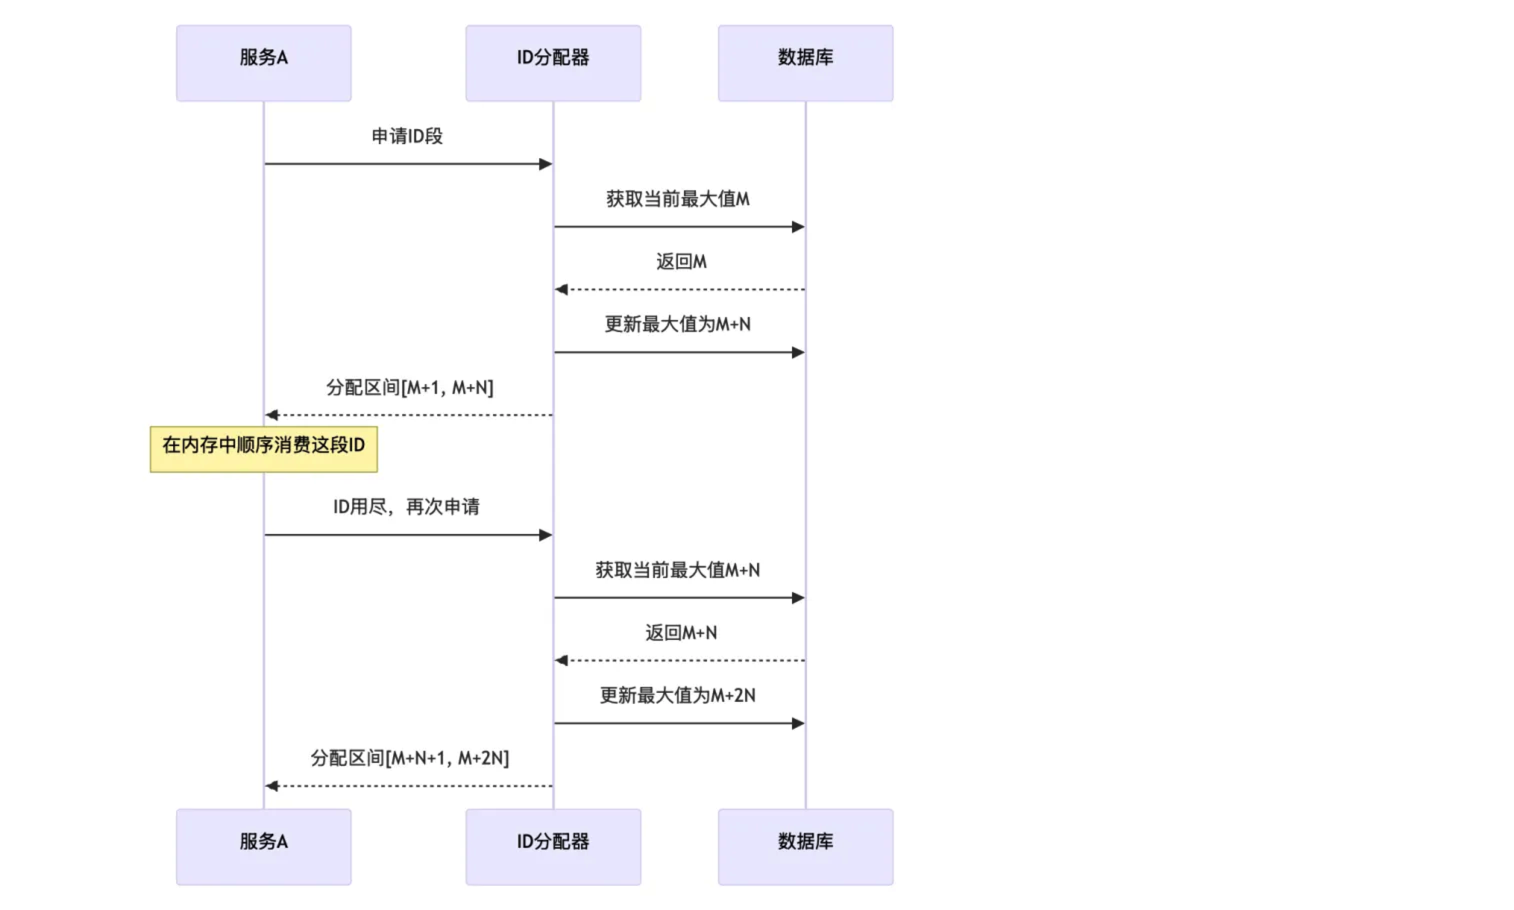 服务A
ID分配器
数据库
申请ID段
获取当前最大值M
返回M
更新最大值为M+N
分配区间[M+1, M+N]
在内存中顺序消费这段ID
ID用尽，再次申请
获取当前最大值M+N
返回M+N
更新最大值为M+2N
分配区间[M+N+1, M+2N]
服务A
ID分配器
数据库